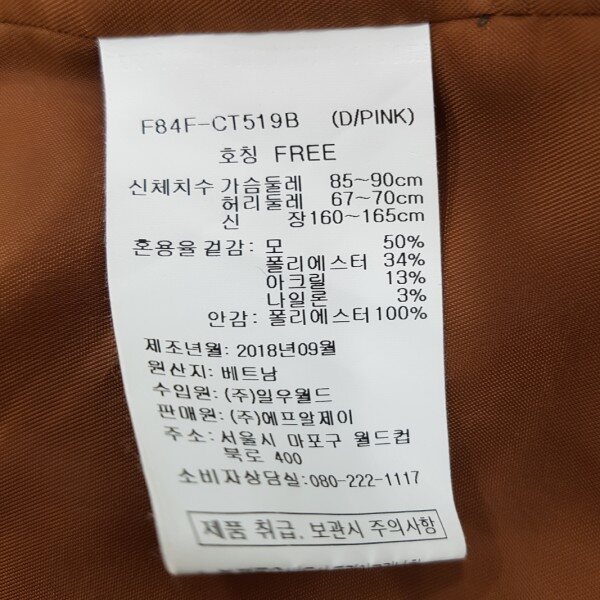 F84F-CT519B (D/PINK)
호칭 FREE
신체치수 가슴둘레 85~90cm
허리둘레 67~70cm
신 장 160~165cm
혼용율 겉감: 모 50%
폴리에스터 34%
아크릴 13%
나일론 3%
안감: 폴리에스터 100%
제조년월: 2018년09월
원산지: 베트남
수입원: (주)일우월드
판매원: (주)에프알제이
주소: 서울시 마포구 월드컵
북로 400
소비자상담실:080-222-1117
제품 취급, 보관시 주의사항